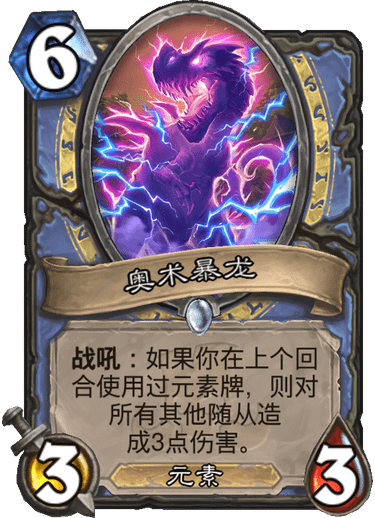 6
奥术暴龙
战吼：如果你在上个回
合使用过元素牌，则对
所有其他随从造
成3点伤害。
3
元素
3